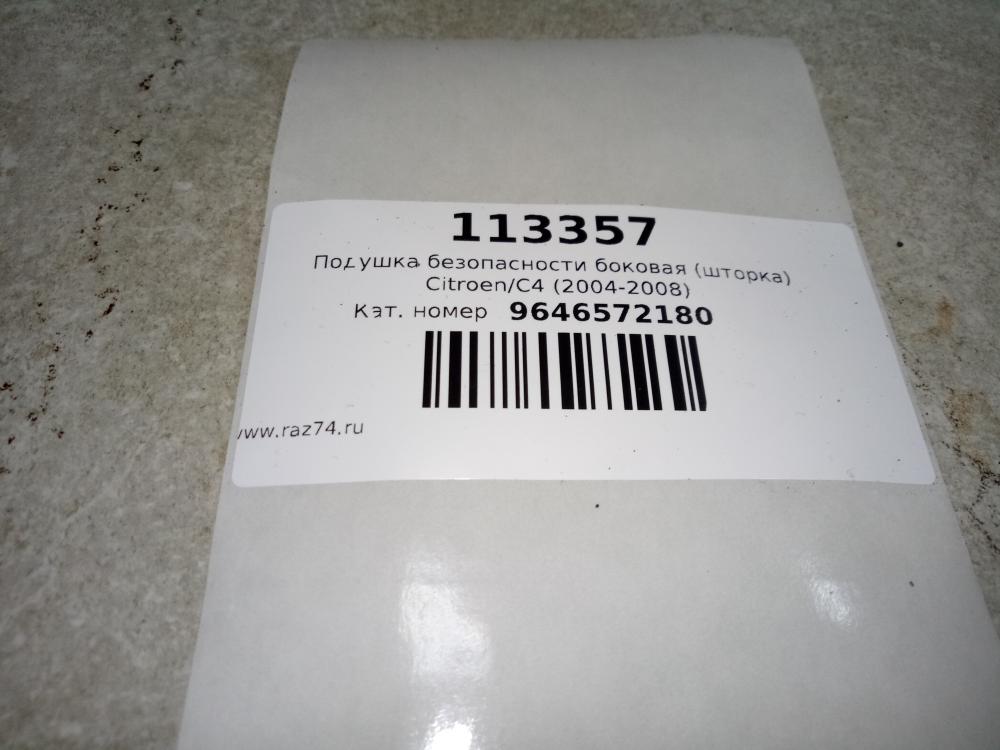 113357
Подушка безопасности боковая (шторка)
Citroen/C4 (2004-2008)
Кат. номер 9646572180
www.raz74.ru